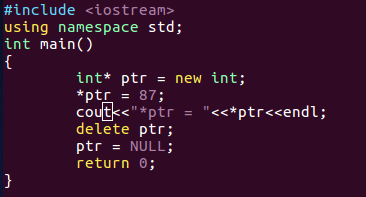 #include <iostream>
using namespace std;
int main()
{
        int* ptr = new int;
        *ptr = 87;
        cout<<"*ptr = "<<*ptr<<endl;
        delete ptr;
        ptr = NULL;
        return 0;
}